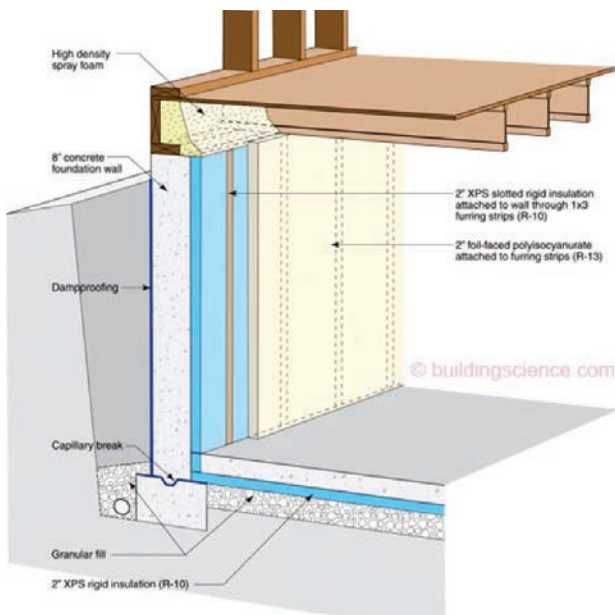 High density
spray foam
8" concrete
foundation wall
2" XPS slotted rigid insulation
attached to wall through 1x3
furring strips (R-10)
2" foil-faced polyisocyanurate
attached to furring strips (R-13)
Dampproofing
© buildingscience.com
Capillary break
Granular fill
2" XPS rigid insulation (R-10)